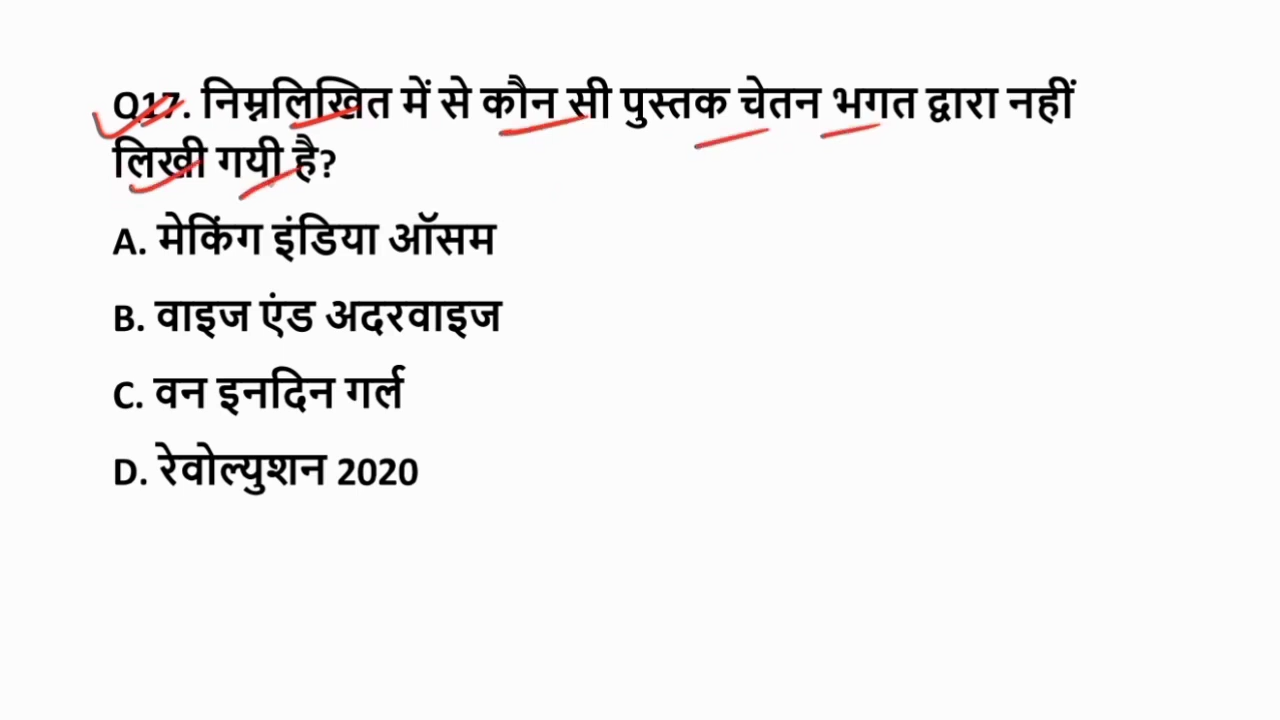 Q17. निम्नलिखित में से कौन सी पुस्तक चेतन भगत द्वारा नहीं
लिखी गयी है?
A. मेकिंग इंडिया ऑसम
B. वाइज एंड अदरवाइज
C. वन इनदिन गर्ल
D. रेवोल्युशन 2020